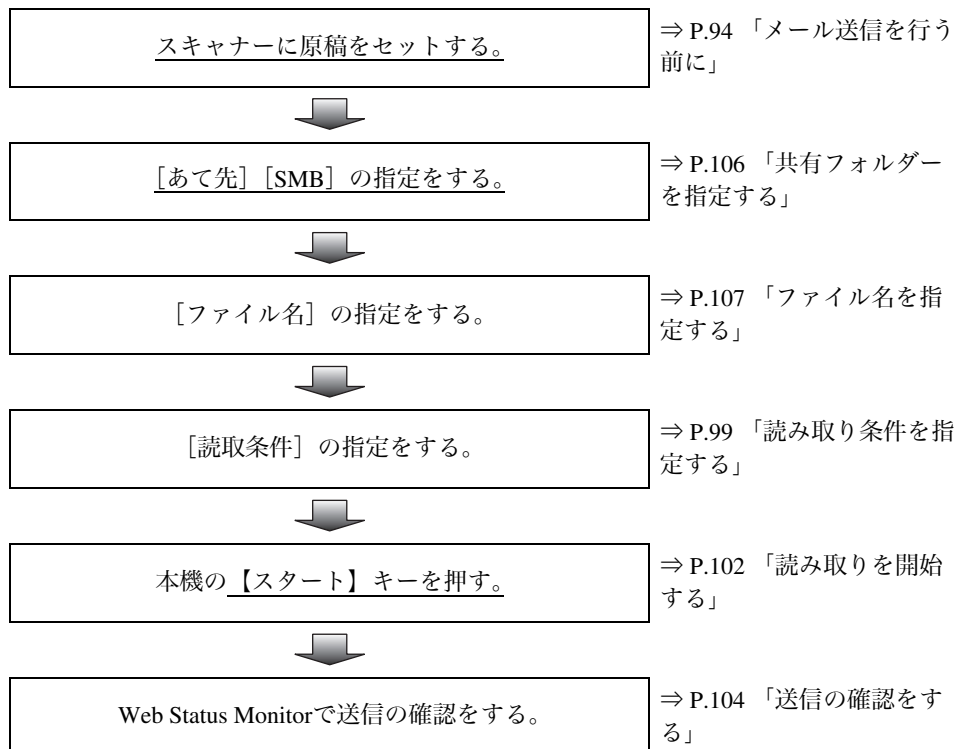 スキャナーに原稿をセットする。
⇒ P.94 「メール送信を行う
前に」
［あて先］［SMB］の指定をする。
⇒ P.106 「共有フォルダー
を指定する」
［ファイル名］の指定をする。
⇒ P.107 「ファイル名を指
定する」
［読取条件］の指定をする。
⇒ P.99 「読み取り条件を指
定する」
本機の【スタート】キーを押す。
⇒ P.102 「読み取りを開始
する」
Web Status Monitorで送信の確認をする。
⇒ P.104 「送信の確認をす
る」